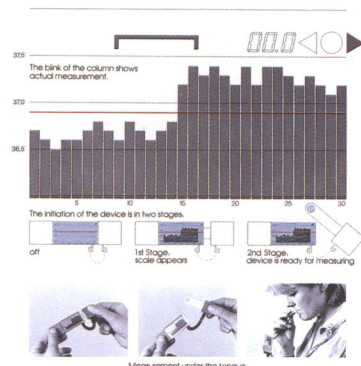 00.0
37,5
The blink of the column shows
actual measurement.
37,0
36,5
5 10 15 20 25 30
The initiation of the device is in two stages.
off
1st Stage,
scale appears
2nd Stage,
device is ready for measuring
Measurement under the tongue